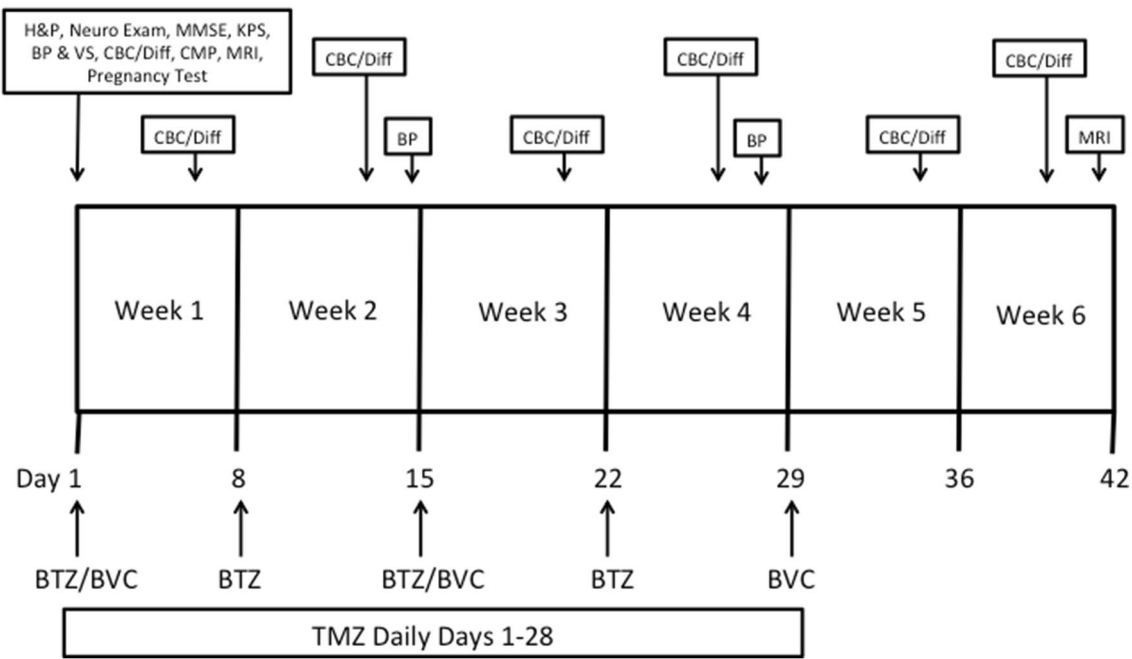 H&P, Neuro Exam, MMSE, KPS,
BP & VS, CBC/Diff, CMP, MRI,
Pregnancy Test
CBC/Diff
CBC/Diff
BP
CBC/Diff
CBC/Diff
BP
CBC/Diff
CBC/Diff
MRI
Week 1
Week 2
Week 3
Week 4
Week 5
Week 6
Day 1
8
15
22
29
36
42
BTZ/BVC
BTZ
BTZ/BVC
BTZ
BVC
TMZ Daily Days 1-28